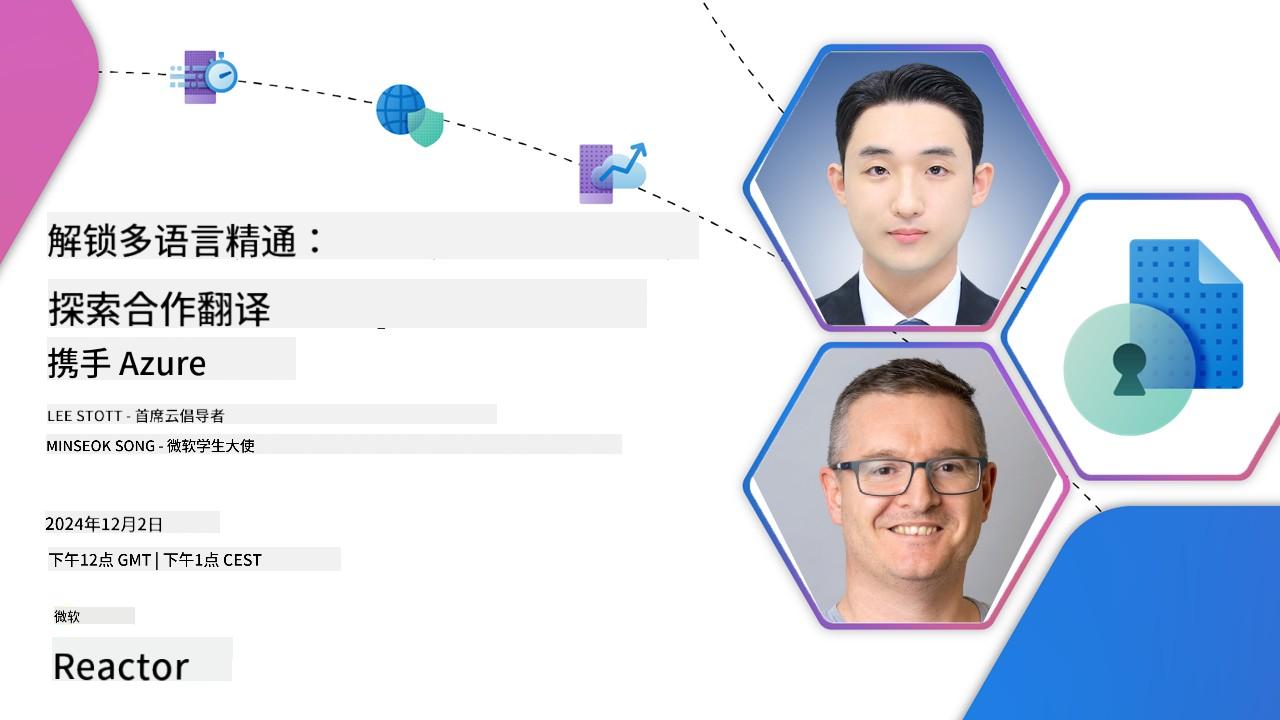 解锁多语言精通：
探索合作翻译
携手 Azure
LEE STOTT - 首席云倡导者
MINSEOK SONG - 微软学生大使
2024年12月2日
下午12点 GMT | 下午1点 CEST
微软
Reactor